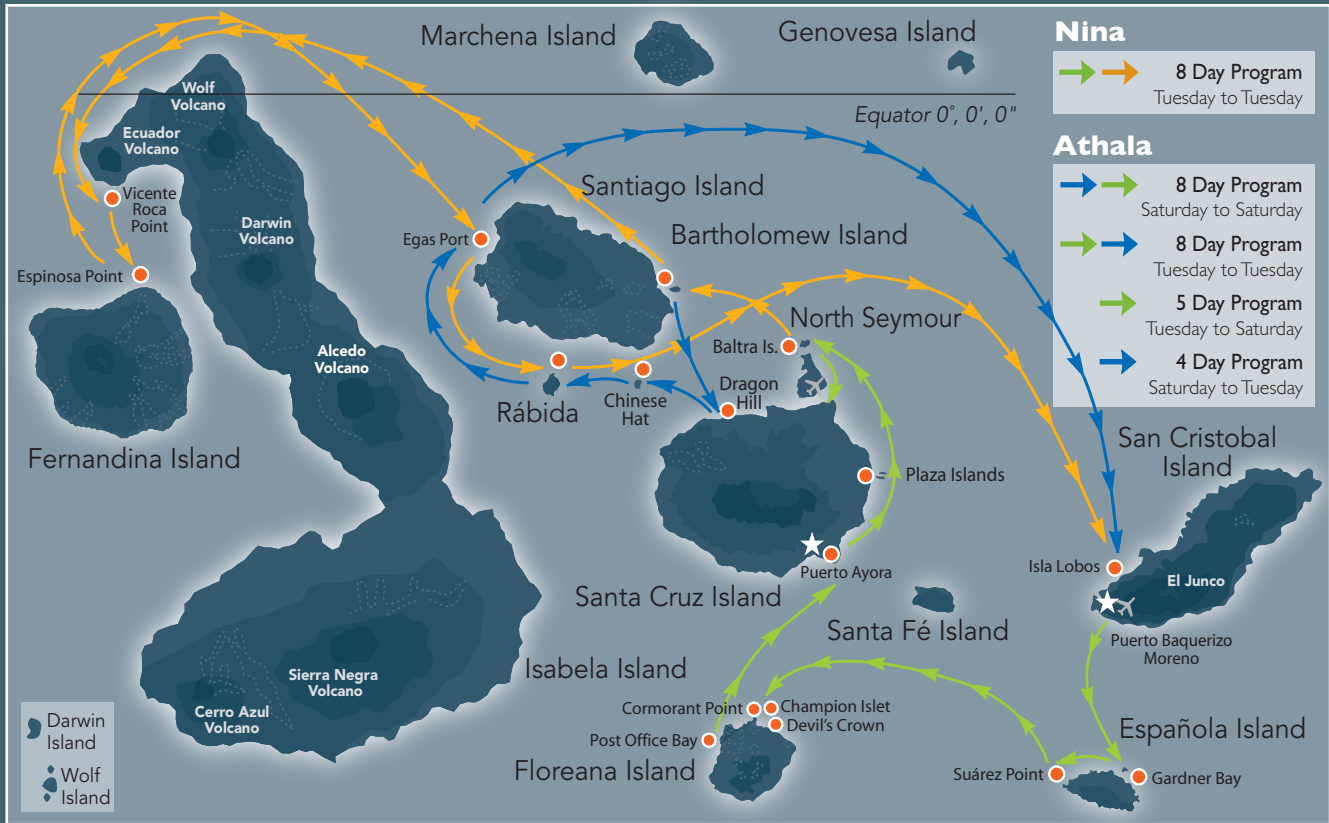 Marchena Island
Genovesa Island
Nina
8 Day Program
Tuesday to Tuesday
Equator 0°, 0', 0"
Athala
8 Day Program
Saturday to Saturday
8 Day Program
Tuesday to Tuesday
5 Day Program
Tuesday to Saturday
4 Day Program
Saturday to Tuesday
Wolf
Volcano
Ecuador
Volcano
Vicente
Roca
Point
Darwin
Volcano
Espinosa Point
Alcedo
Volcano
Fernandina Island
Santiago Island
Egas Port
Bartholomew Island
North Seymour
Baltra Is.
Dragon
Hill
Chinese
Hat
Rábida
Plaza Islands
Puerto Ayora
Santa Cruz Island
San Cristobal
Island
Isla Lobos
El Junco
Puerto Baquerizo
Moreno
Santa Fé Island
Isabela Island
Sierra Negra
Volcano
Cerro Azul
Volcano
Cormorant Point
Champion Islet
Devil's Crown
Post Office Bay
Floreana Island
Española Island
Suárez Point
Gardner Bay
Darwin
Island
Wolf
Island